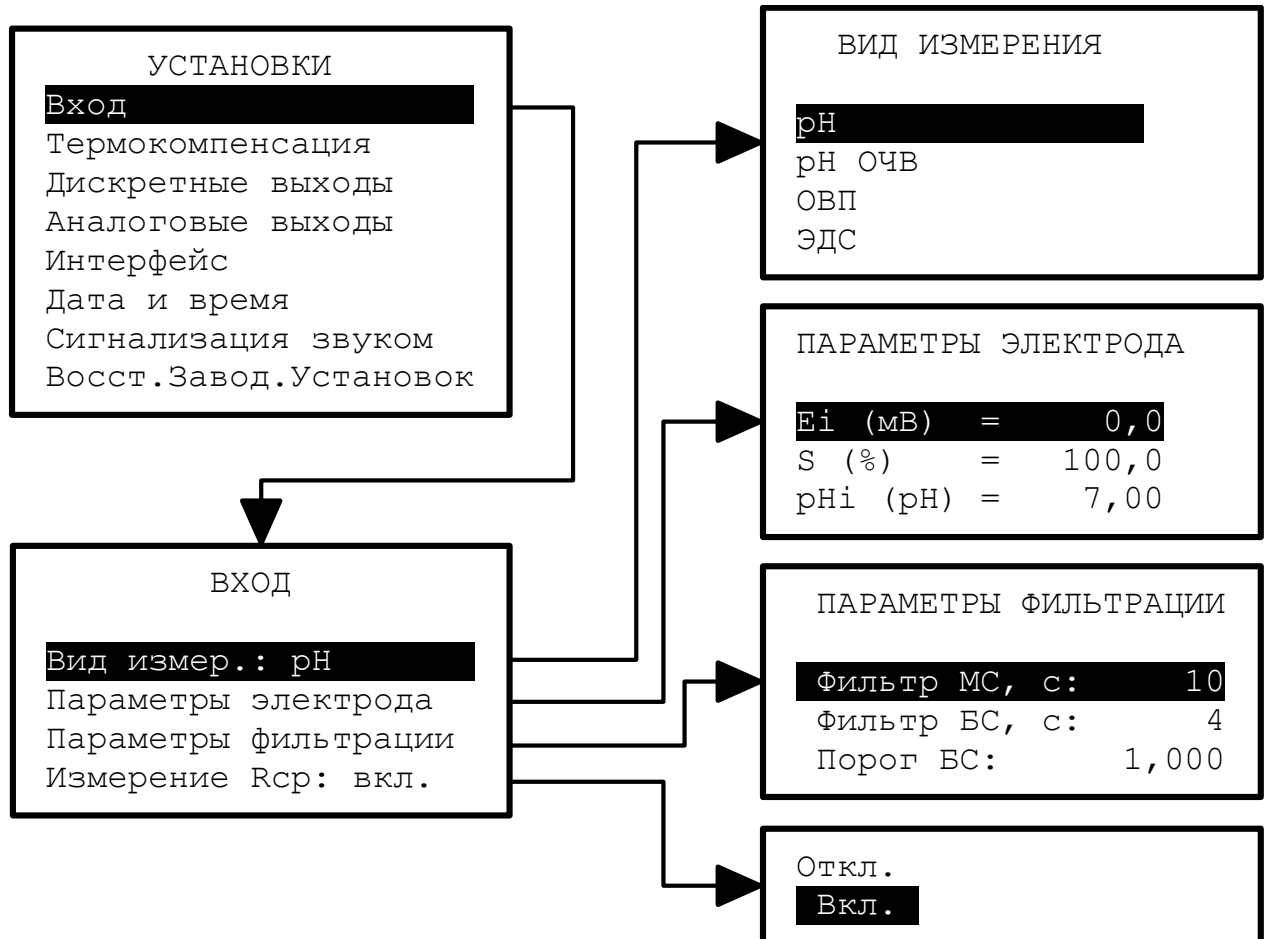 УСТАНОВКИ
Вход
Термокомпенсация
Дискретные выходы
Аналоговые выходы
Интерфейс
Дата и время
Сигнализация звуком
Восст.Завод.Установок
ВХОД
Вид измер.: pH
Параметры электрода
Параметры фильтрации
Измерение Rср: вкл.
ВИД ИЗМЕРЕНИЯ
pH
pH ОЧВ
ОВП
ЭДС
ПАРАМЕТРЫ ЭЛЕКТРОДА
Ei (мВ) = 0,0
S (%) = 100,0
pHi (pH) = 7,00
ПАРАМЕТРЫ ФИЛЬТРАЦИИ
Фильтр МС, с: 10
Фильтр БС, с: 4
Порог БС: 1,000
Откл.
Вкл.